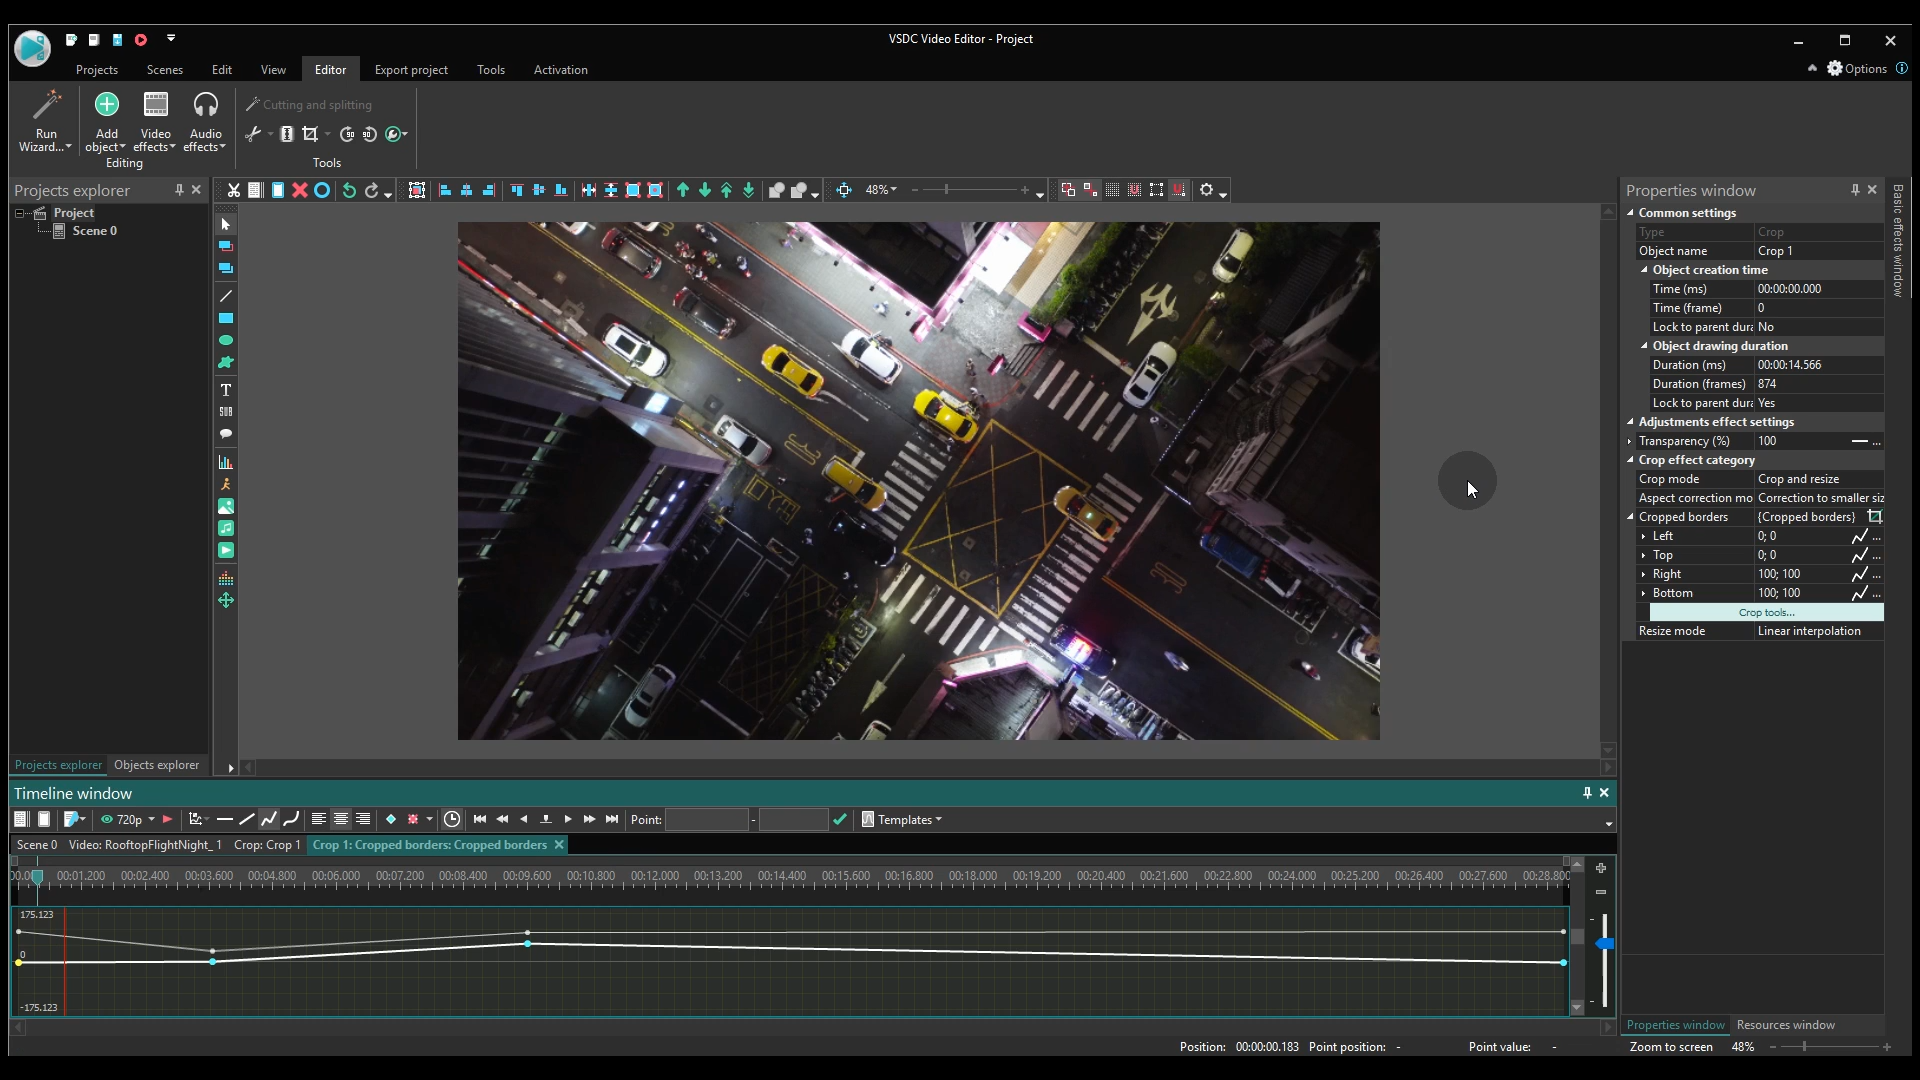 VSDC Video Editor - Project
Projects Scenes Edit View Editor Export project Tools Activation
Options
Run Wizard...
Add object
Video effects
Audio effects
Editing
Cutting and splitting
Tools
Projects explorer
Project
Scene 0
48%
T
Projects explorer Objects explorer
Properties window
Common settings
Type Crop
Object name Crop 1
Object creation time
Time (ms) 00:00:00.000
Time (frame) 0
Lock to parent dura No
Object drawing duration
Duration (ms) 00:00:14.566
Duration (frames) 874
Lock to parent dura Yes
Adjustments effect settings
Transparency (%) 100 ...
Crop effect category
Crop mode Crop and resize
Aspect correction mo Correction to smaller siz
Cropped borders {Cropped borders}
Left 0; 0 ...
Top 0; 0 ...
Right 100; 100 ...
Bottom 100; 100 ...
Crop tools...
Resize mode Linear interpolation
Basic effects window
Timeline window
720p
Point: -
Templates
Scene 0 Video: RooftopFlightNight_1 Crop: Crop 1 Crop 1: Cropped borders: Cropped borders
00:01.200 00:02.400 00:03.600 00:04.800 00:06.000 00:07.200 00:08.400 00:09.600 00:10.800 00:12.000 00:13.200 00:14.400 00:15.600 00:16.800 00:18.000 00:19.200 00:20.400 00:21.600 00:22.800 00:24.000 00:25.200 00:26.400 00:27.600 00:28.800
175.123
0
-175.123
Properties window Resources window
Position: 00:00:00.183 Point position: - Point value: - Zoom to screen 48%